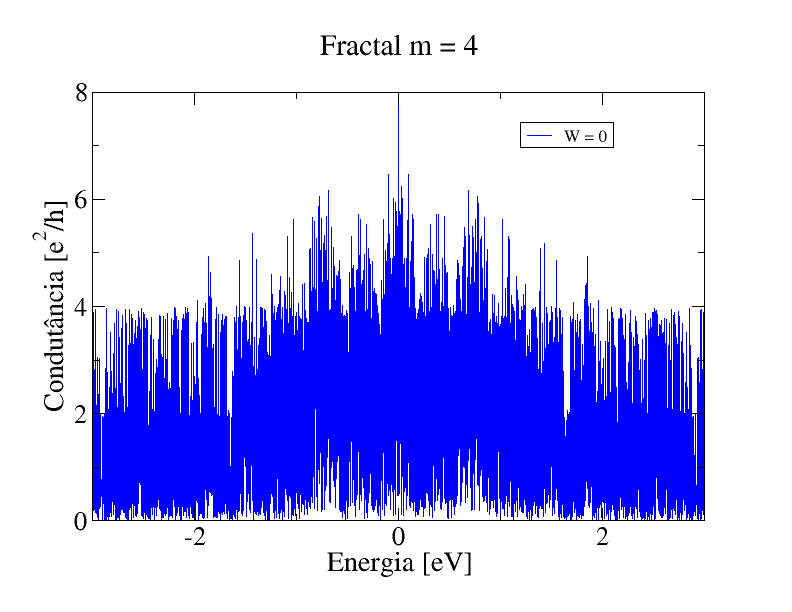 Fractal m = 4
8
6
4
2
0
Condutância [e²/h]
W = 0
-2
0
2
Energia [eV]